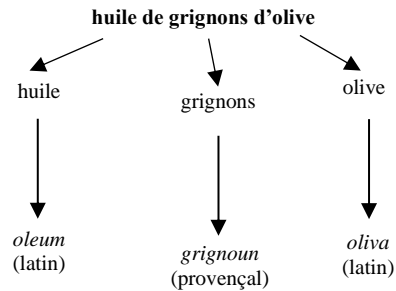 huile de grignons d’olive
huile
grignons
olive
oleum
(latin)
grignoun
(provençal)
oliva
(latin)